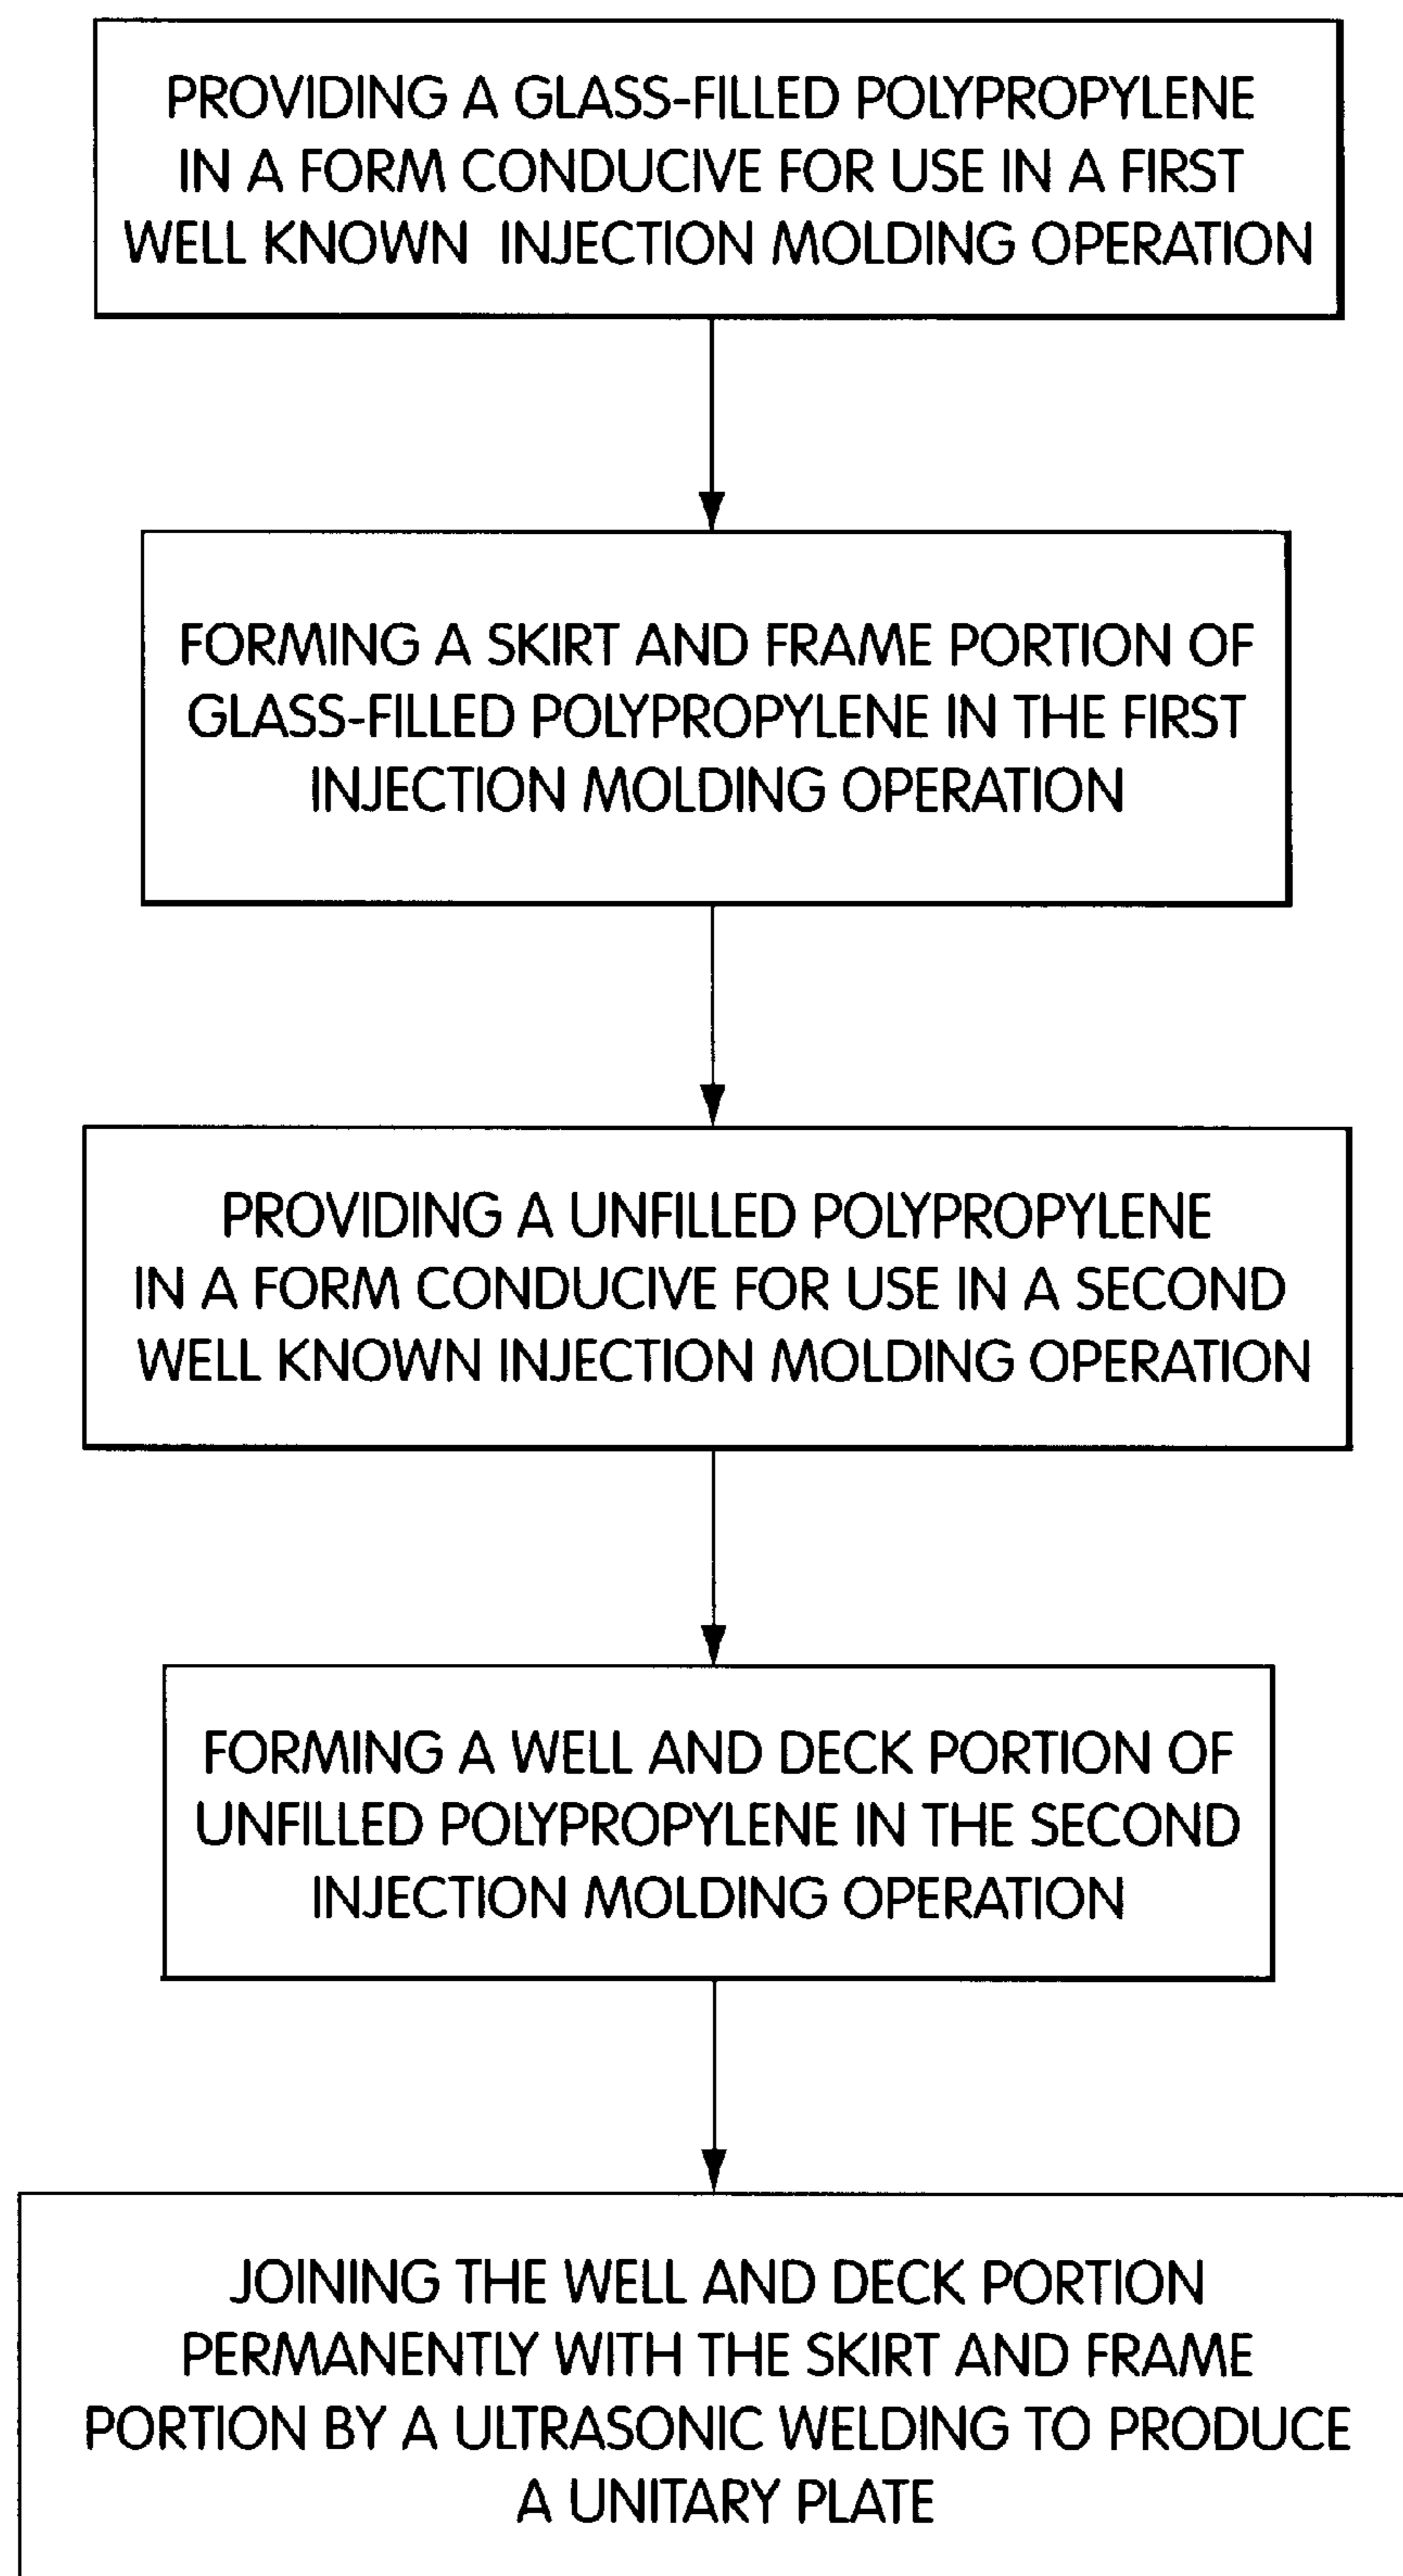 PROVIDING A GLASS-FILLED POLYPROPYLENE
IN A FORM CONDUCIVE FOR USE IN A FIRST
WELL KNOWN INJECTION MOLDING OPERATION
FORMING A SKIRT AND FRAME PORTION OF
GLASS-FILLED POLYPROPYLENE IN THE FIRST
INJECTION MOLDING OPERATION
PROVIDING A UNFILLED POLYPROPYLENE
IN A FORM CONDUCIVE FOR USE IN A SECOND
WELL KNOWN INJECTION MOLDING OPERATION
FORMING A WELL AND DECK PORTION OF
UNFILLED POLYPROPYLENE IN THE SECOND
INJECTION MOLDING OPERATION
JOINING THE WELL AND DECK PORTION
PERMANENTLY WITH THE SKIRT AND FRAME
PORTION BY A ULTRASONIC WELDING TO PRODUCE
A UNITARY PLATE